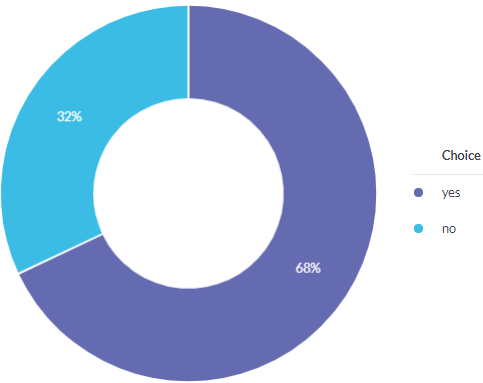 32%
68%
Choice
yes
no